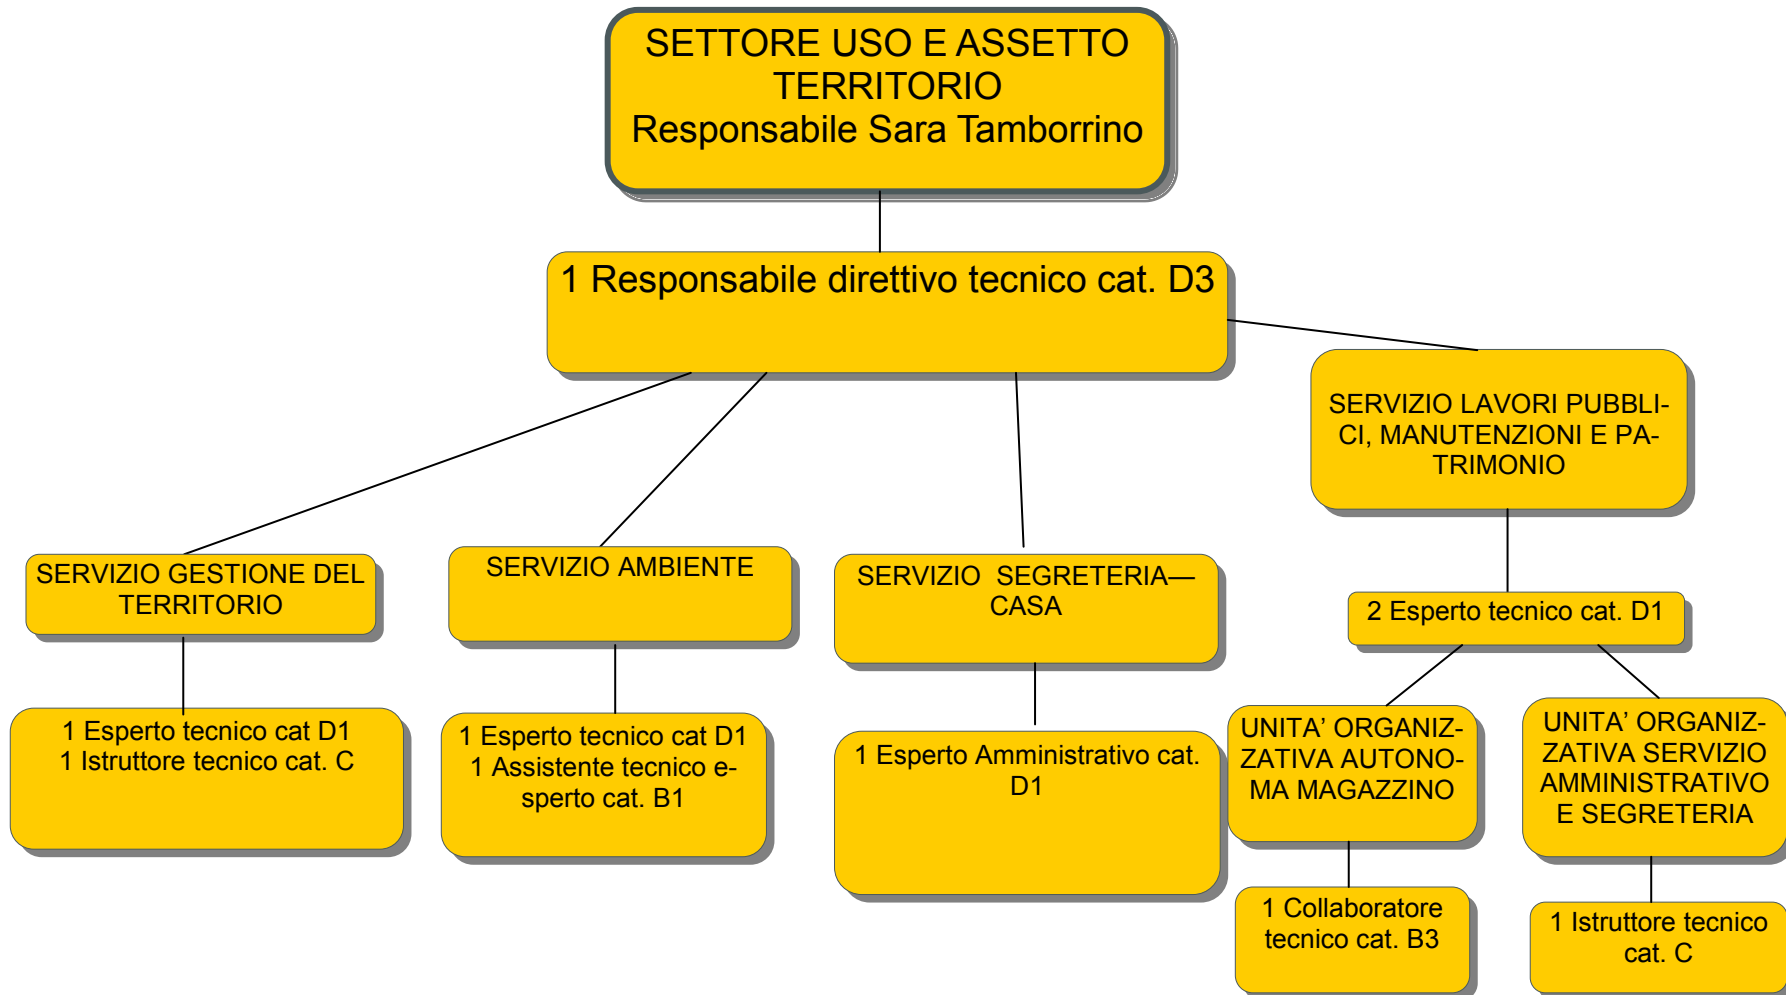 SETTORE USO E ASSETTO
TERRITORIO
Responsabile Sara Tamborrino
1 Responsabile direttivo tecnico cat. D3
SERVIZIO LAVORI PUBBLI-
CI, MANUTENZIONI E PA-
TRIMONIO
SERVIZIO GESTIONE DEL
TERRITORIO
SERVIZIO AMBIENTE
SERVIZIO  SEGRETERIA—
CASA
2 Esperto tecnico cat. D1
1 Esperto tecnico cat D1
1 Istruttore tecnico cat. C
1 Esperto tecnico cat D1
1 Assistente tecnico e-
sperto cat. B1
1 Esperto Amministrativo cat.
D1
UNITA’ ORGANIZ-
ZATIVA AUTONO-
MA MAGAZZINO
UNITA’ ORGANIZ-
ZATIVA SERVIZIO
AMMINISTRATIVO
E SEGRETERIA
1 Collaboratore
tecnico cat. B3
1 Istruttore tecnico
cat. C